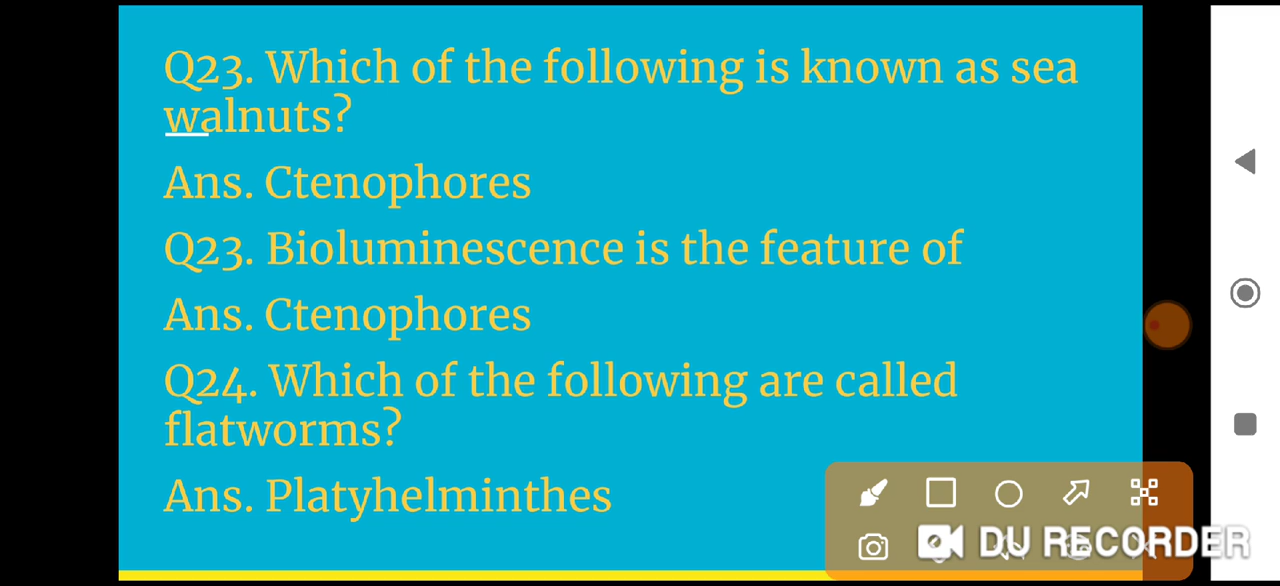 Q23. Which of the following is known as sea
walnuts?
Ans. Ctenophores
Q23. Bioluminescence is the feature of
Ans. Ctenophores
Q24. Which of the following are called
flatworms?
Ans. Platyhelminthes
DU RECORDER